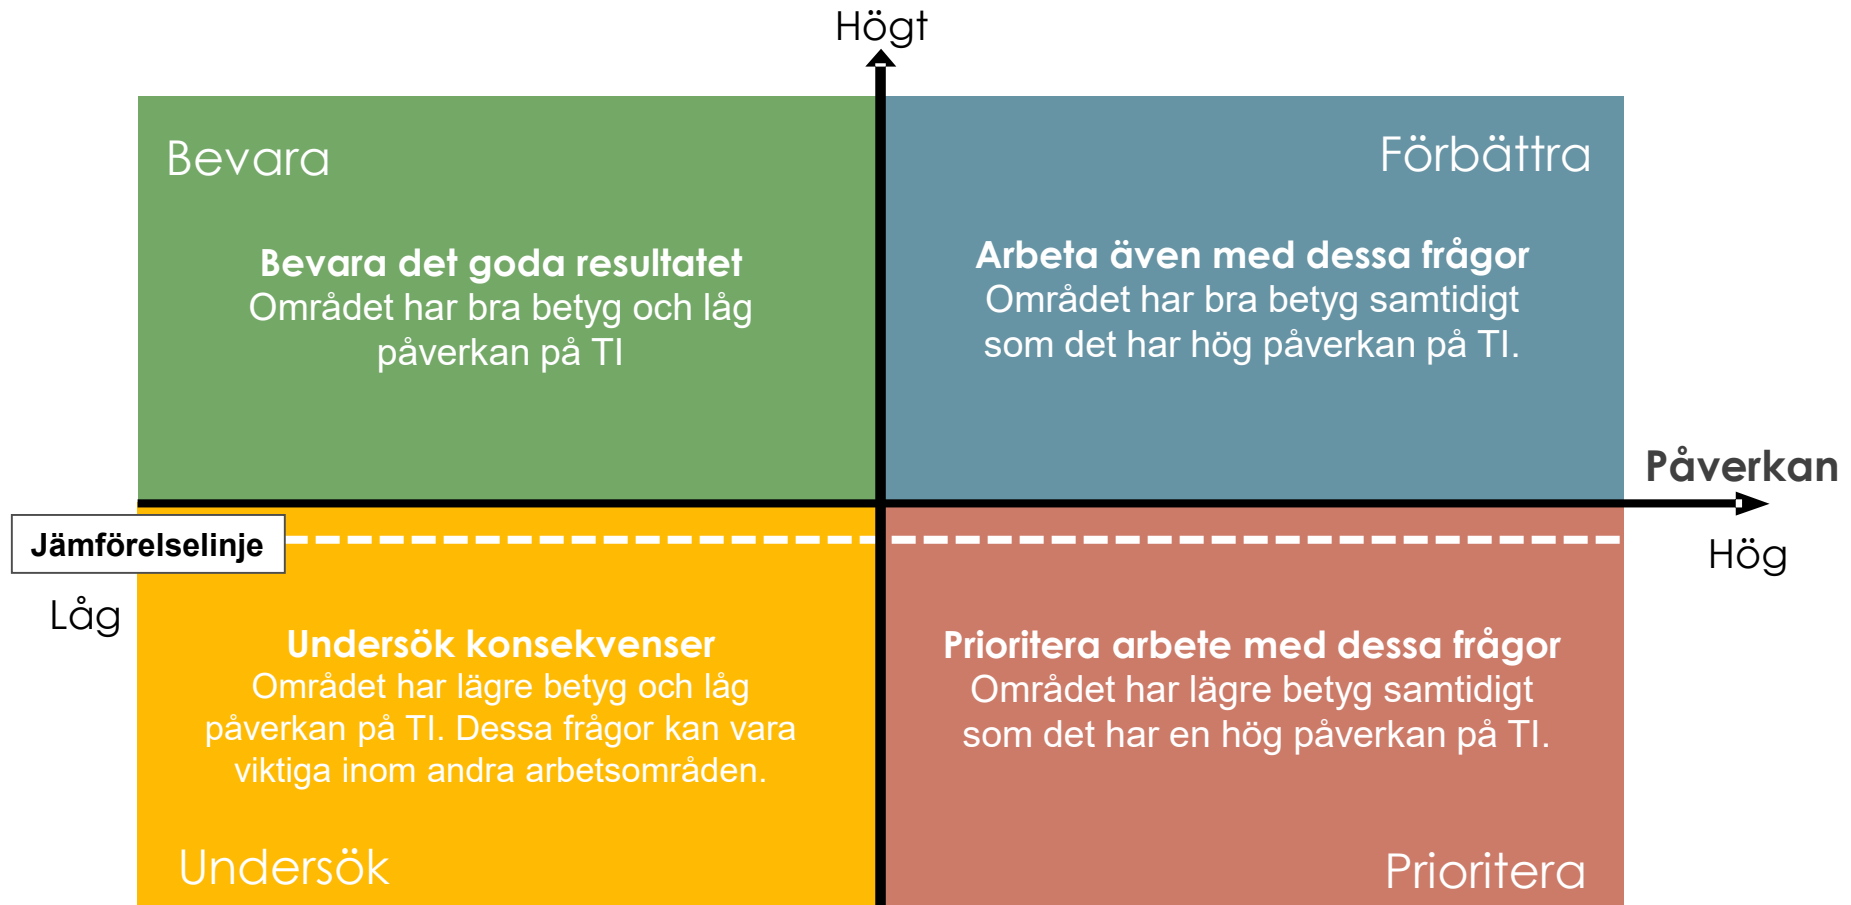 Högt
Bevara
Förbättra
Bevara det goda resultatet
Området har bra betyg och låg
påverkan på TI
Arbeta även med dessa frågor
Området har bra betyg samtidigt
som det har hög påverkan på TI.
Påverkan
Hög
Jämförelselinje
Låg
Undersök konsekvenser
Området har lägre betyg och låg
påverkan på TI. Dessa frågor kan vara
viktiga inom andra arbetsområden.
Prioritera arbete med dessa frågor
Området har lägre betyg samtidigt
som det har en hög påverkan på TI.
Undersök
Prioritera